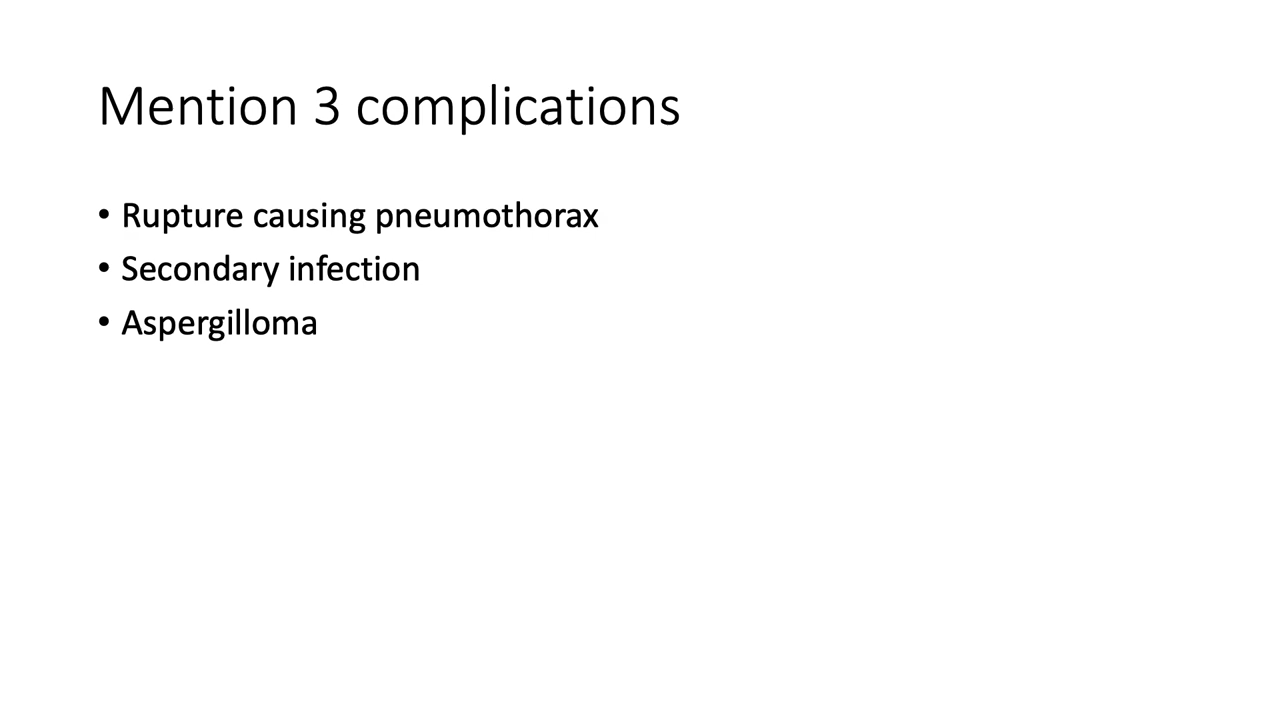 Mention 3 complications
• Rupture causing pneumothorax
• Secondary infection
• Aspergilloma